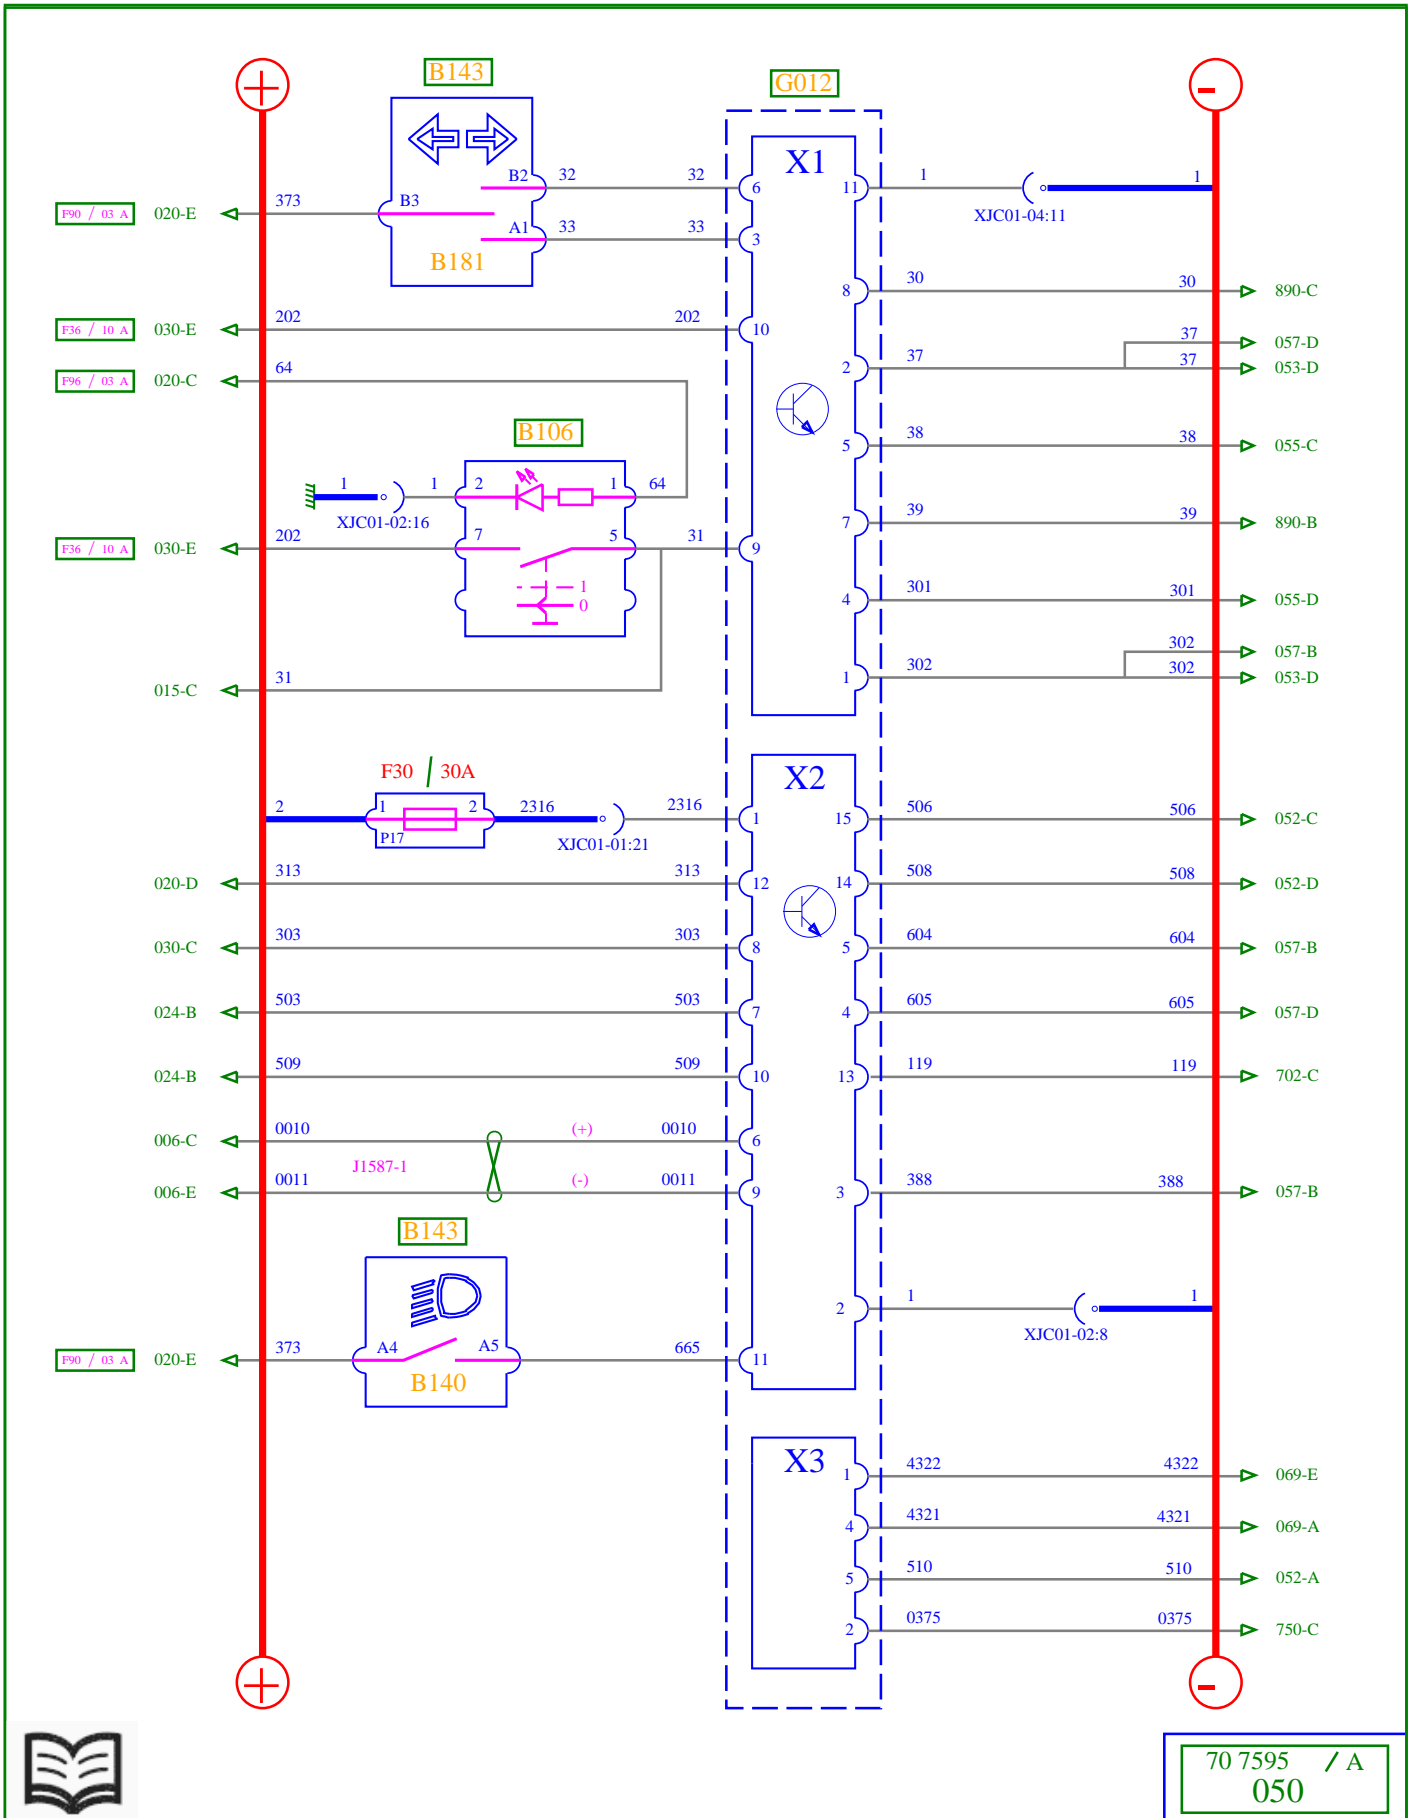 B143
G012
X1
B2 32 32 6 11 1 1
XJC01-04:11
F90 / 03 A 020-E 373 B3
A1 33 33 3
B181
8 30 30 890-C
F36 / 10 A 030-E 202 202 10
37 057-D
2 37 37 053-D
F96 / 03 A 020-C 64
B106
5 38 38 055-C
1 1 2 1 64
XJC01-02:16
7 39 39 890-B
F36 / 10 A 030-E 202 7 5 31 9
1
0
4 301 301 055-D
302 057-B
1 302 302 053-D
015-C 31
F30 / 30A
X2
2 1 2 2316 2316 1 15 506 506 052-C
P17
XJC01-01:21
020-D 313 313 12 14 508 508 052-D
030-C 303 303 8 5 604 604 057-B
024-B 503 503 7 4 605 605 057-D
024-B 509 509 10 13 119 119 702-C
006-C 0010 (+) 0010 6
J1587-1
006-E 0011 (-) 0011 9 3 388 388 057-B
B143
2 1 1
XJC01-02:8
F90 / 03 A 020-E 373 A4 A5 665 11
B140
X3
1 4322 4322 069-E
4 4321 4321 069-A
5 510 510 052-A
2 0375 0375 750-C
70 7595 / A
050